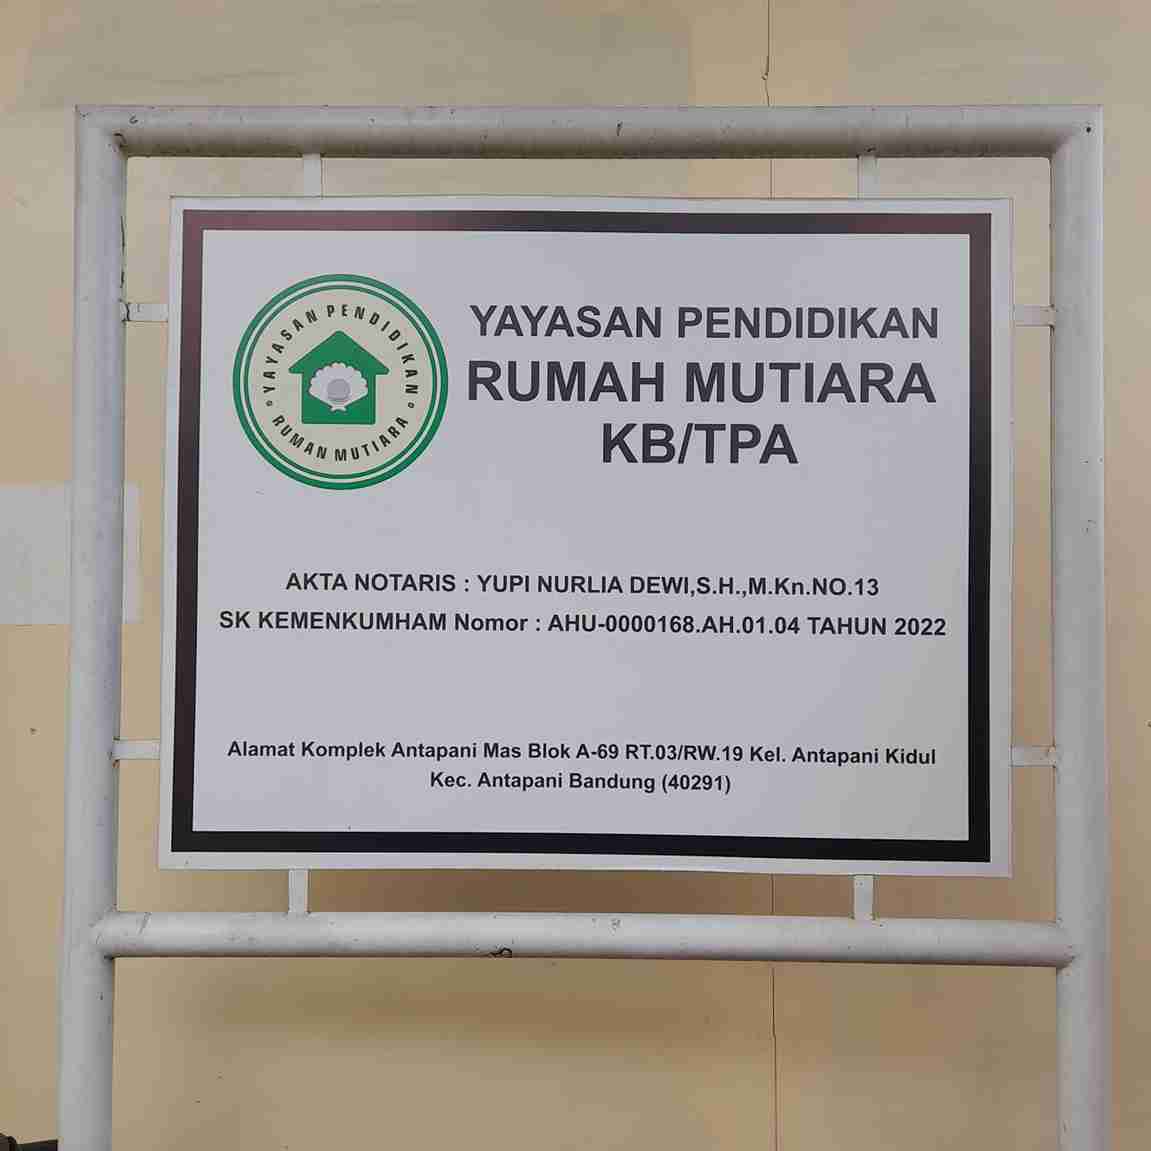 YAYASAN PENDIDIKAN
RUMAN MUTIARA
YAYASAN PENDIDIKAN
RUMAH MUTIARA
KB/TPA
AKTA NOTARIS : YUPI NURLIA DEWI,S.H.,M.Kn.NO.13
SK KEMENKUMHAM Nomor : AHU-0000168.AH.01.04 TAHUN 2022
Alamat Komplek Antapani Mas Blok A-69 RT.03/RW.19 Kel. Antapani Kidul
Kec. Antapani Bandung (40291)